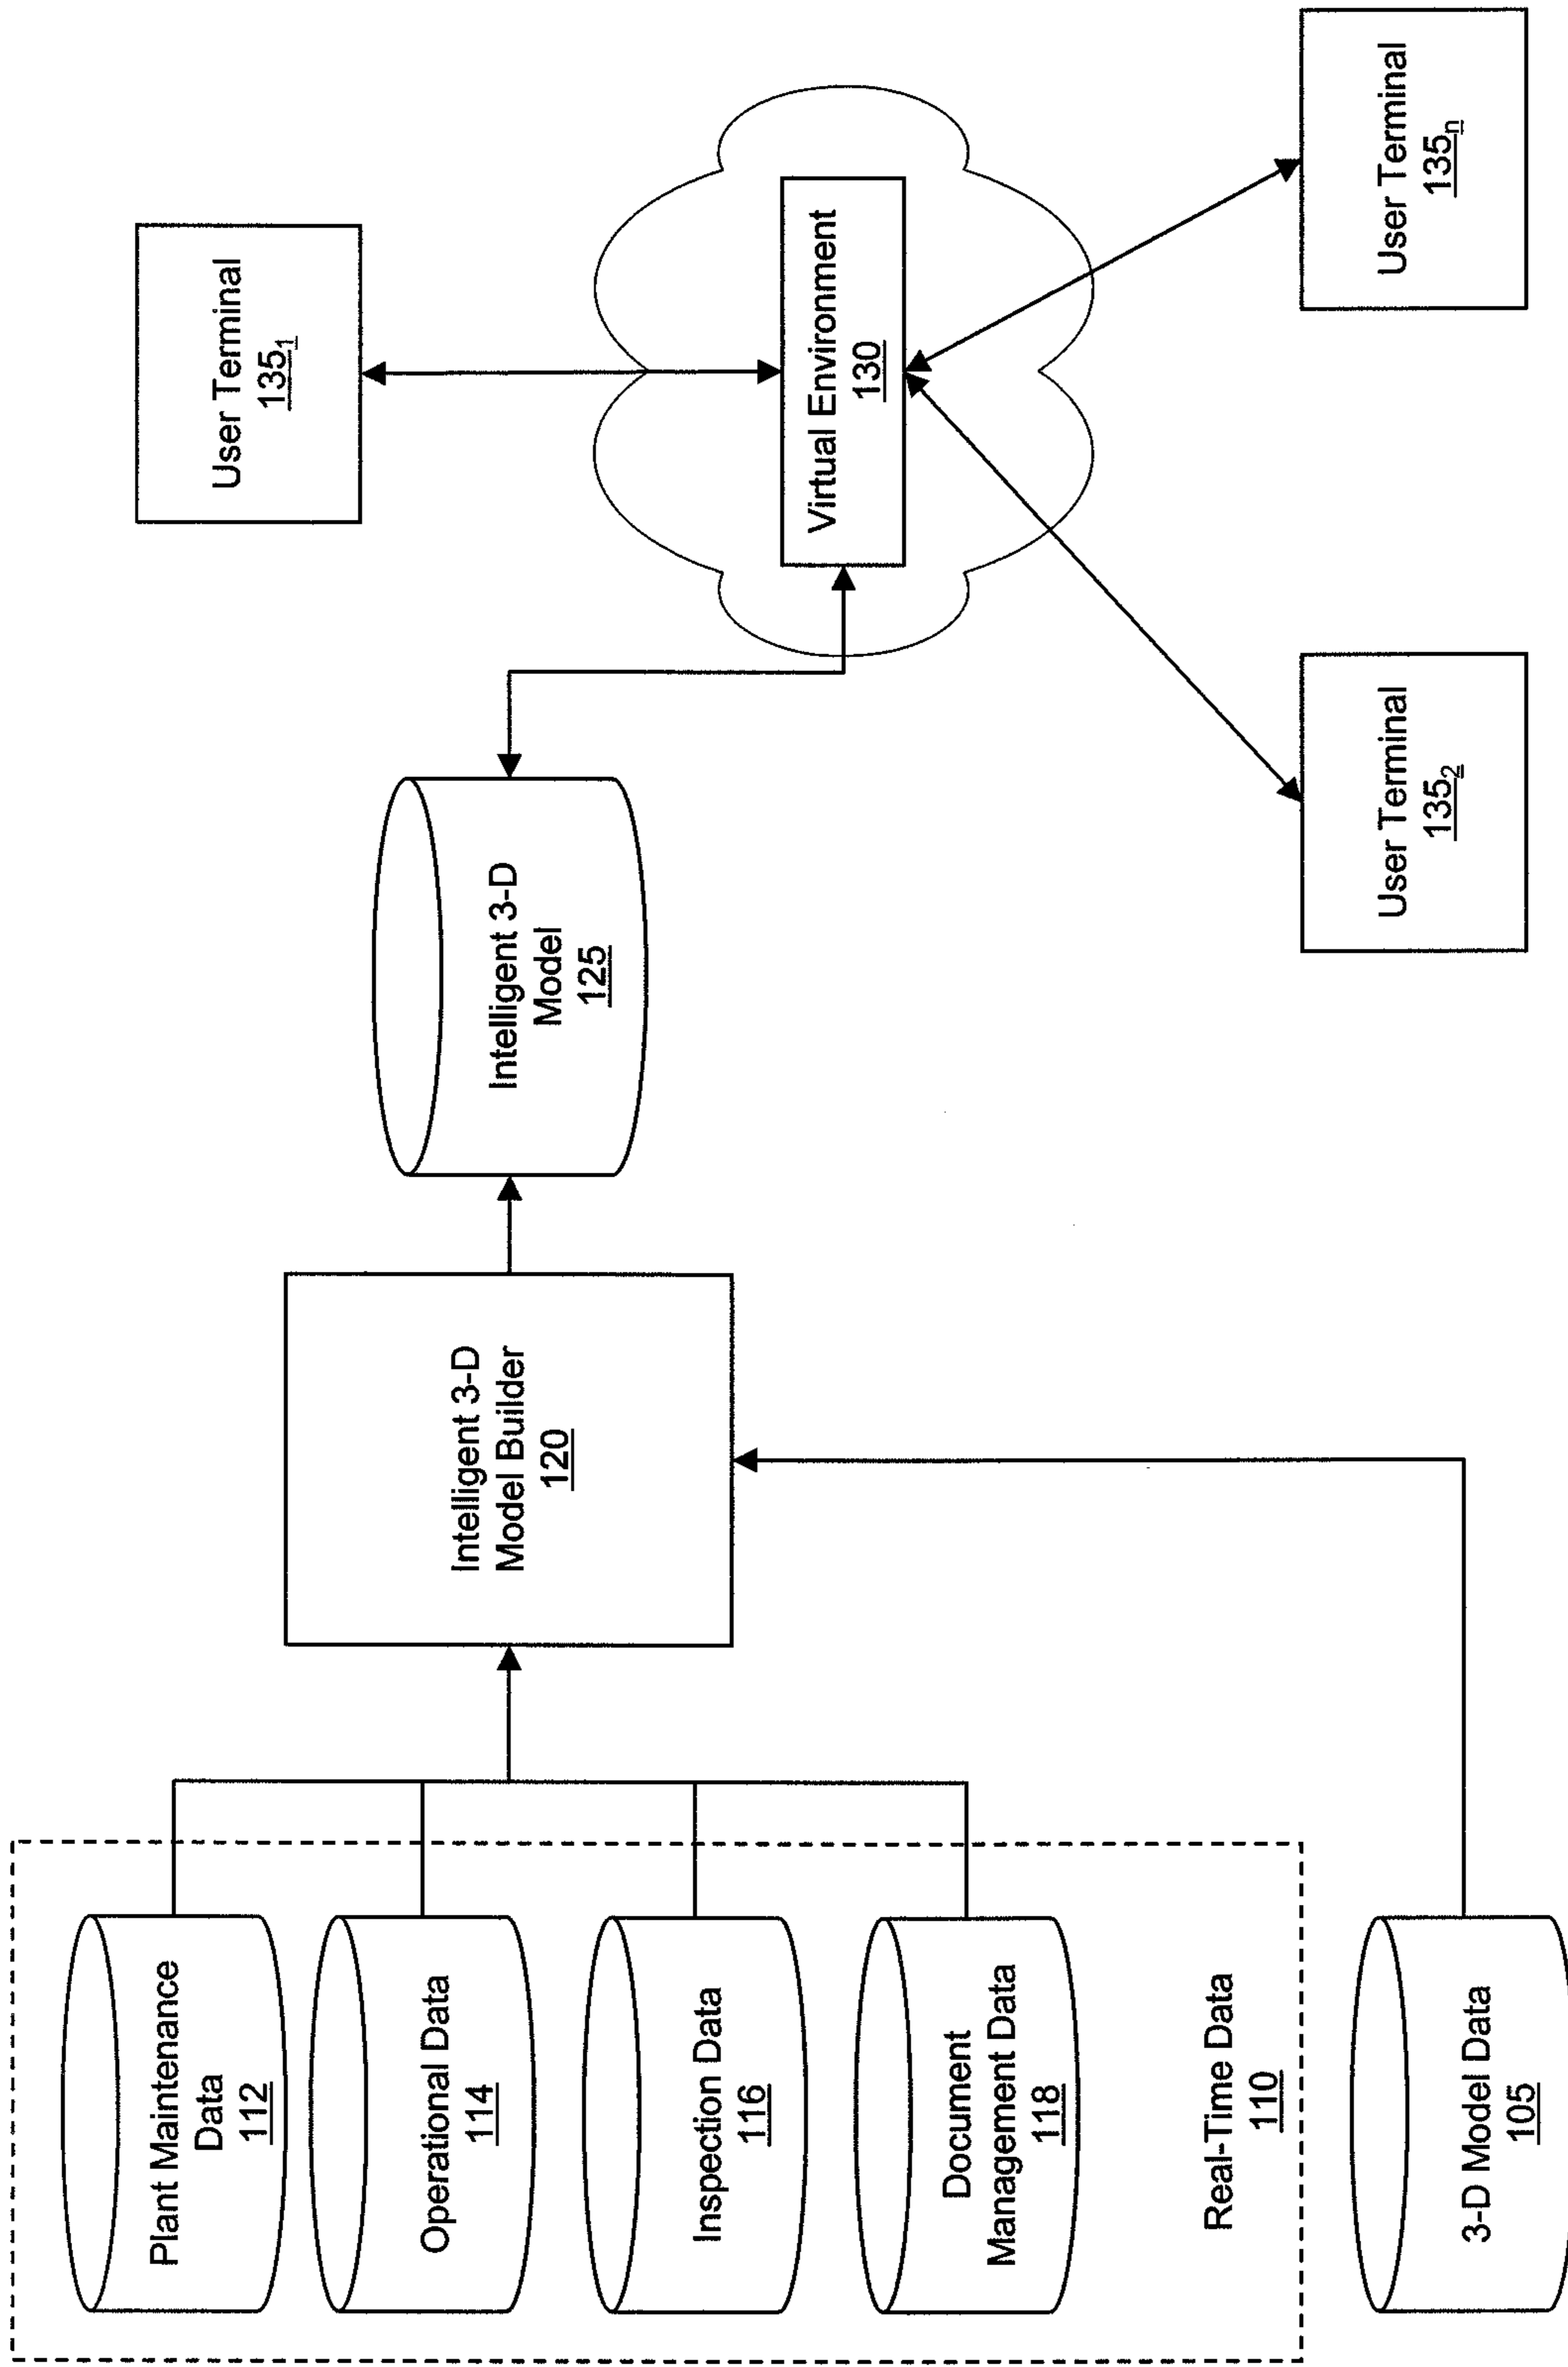 Plant Maintenance
Data
112
Operational Data
114
Inspection Data
116
Document
Management Data
118
Real-Time Data
110
3-D Model Data
105
Intelligent 3-D
Model Builder
120
Intelligent 3-D
Model
125
User Terminal
135₁
Virtual Environment
130
User Terminal
135₂
User Terminal
135ₙ